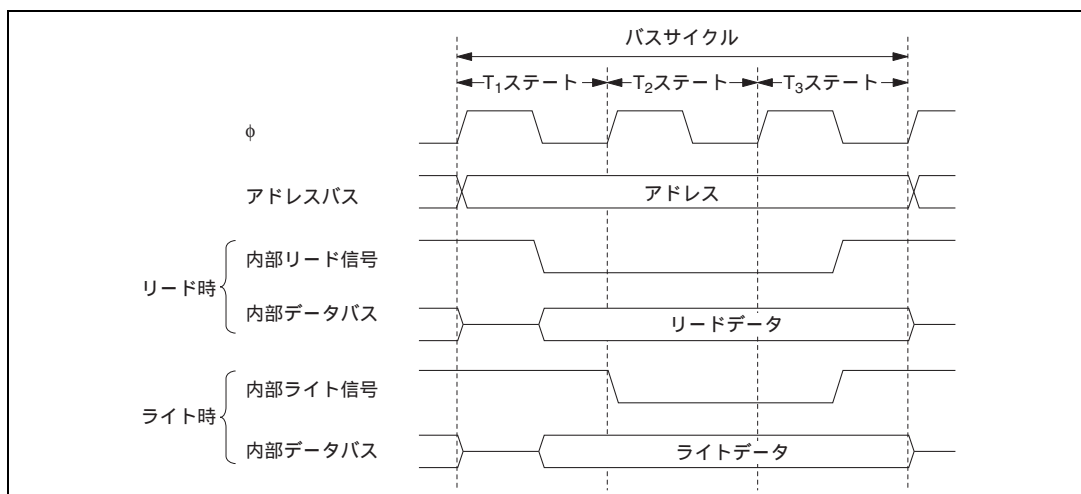 バスサイクル
T₁ステート T₂ステート T₃ステート
φ
アドレスバス
アドレス
リード時
内部リード信号
内部データバス
リードデータ
ライト時
内部ライト信号
内部データバス
ライトデータ